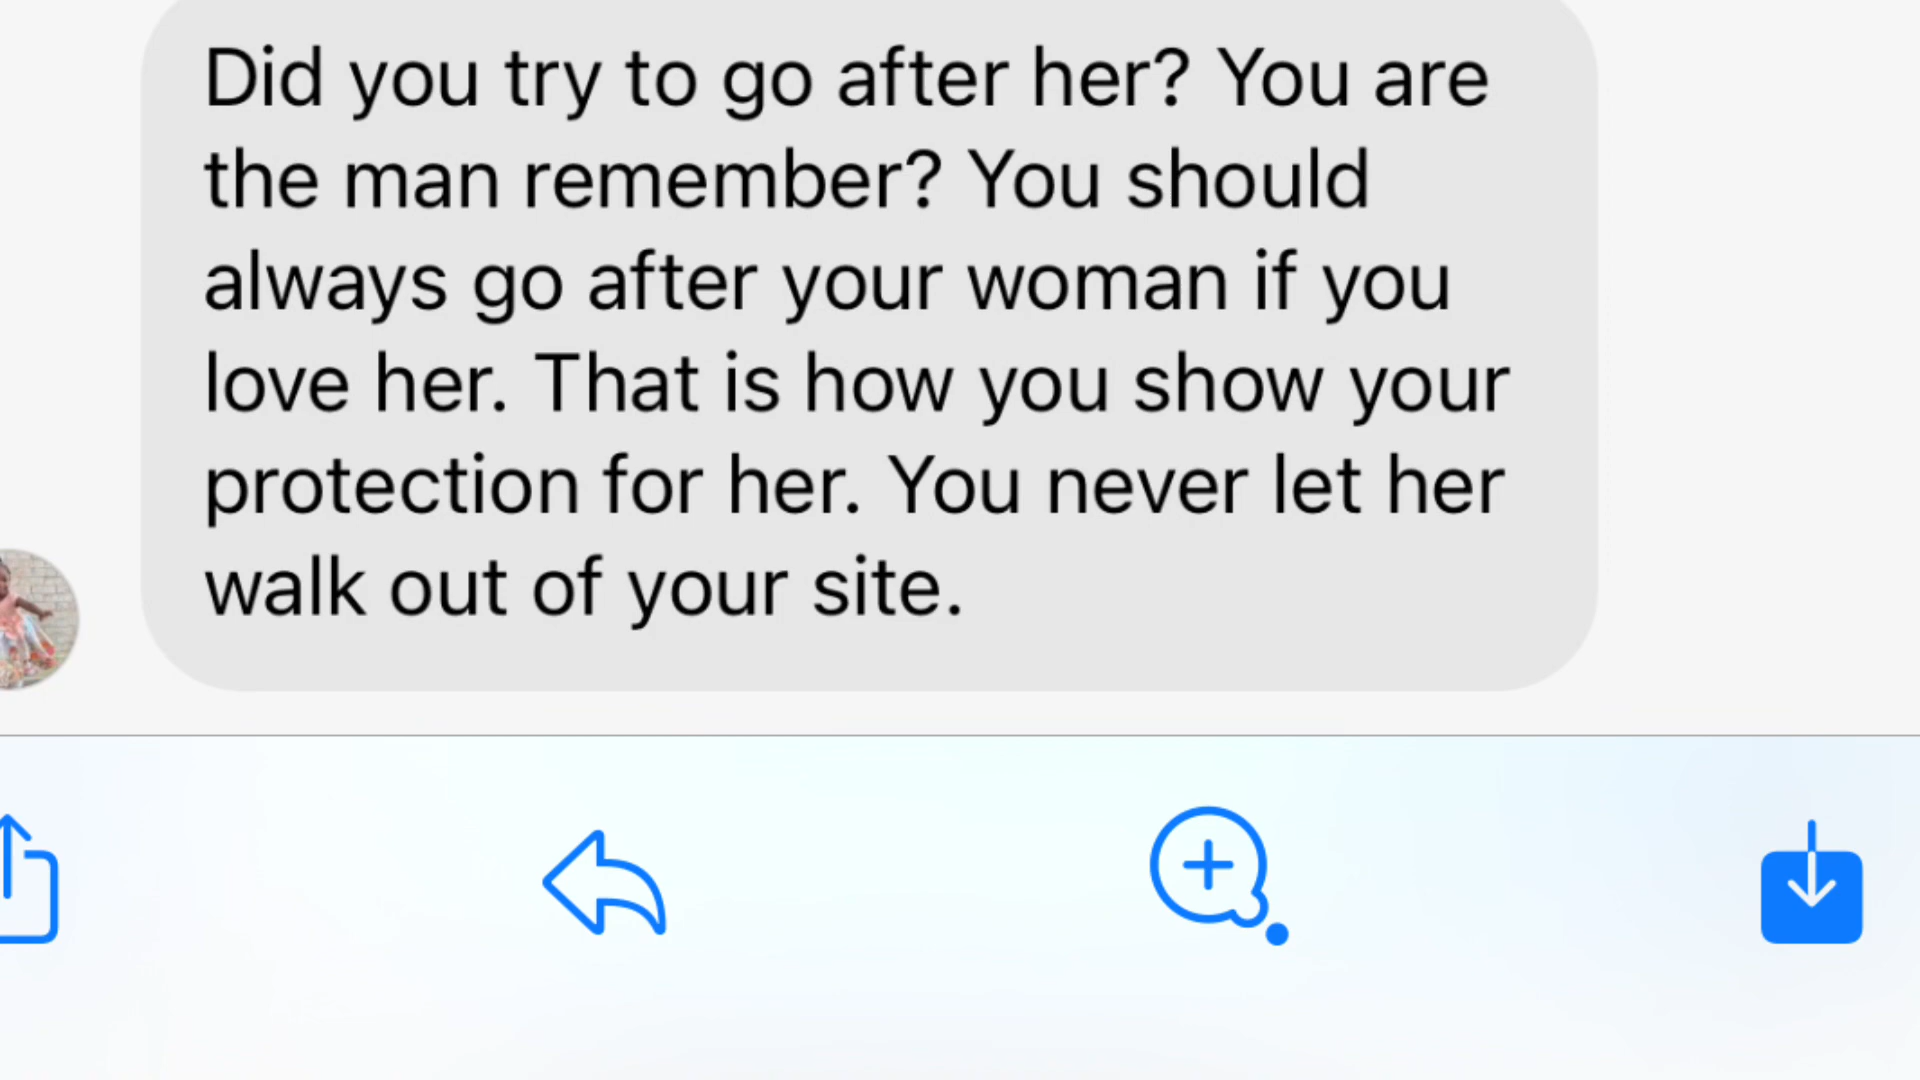 Did you try to go after her? You are
the man remember? You should
always go after your woman if you
love her. That is how you show your
protection for her. You never let her
walk out of your site.